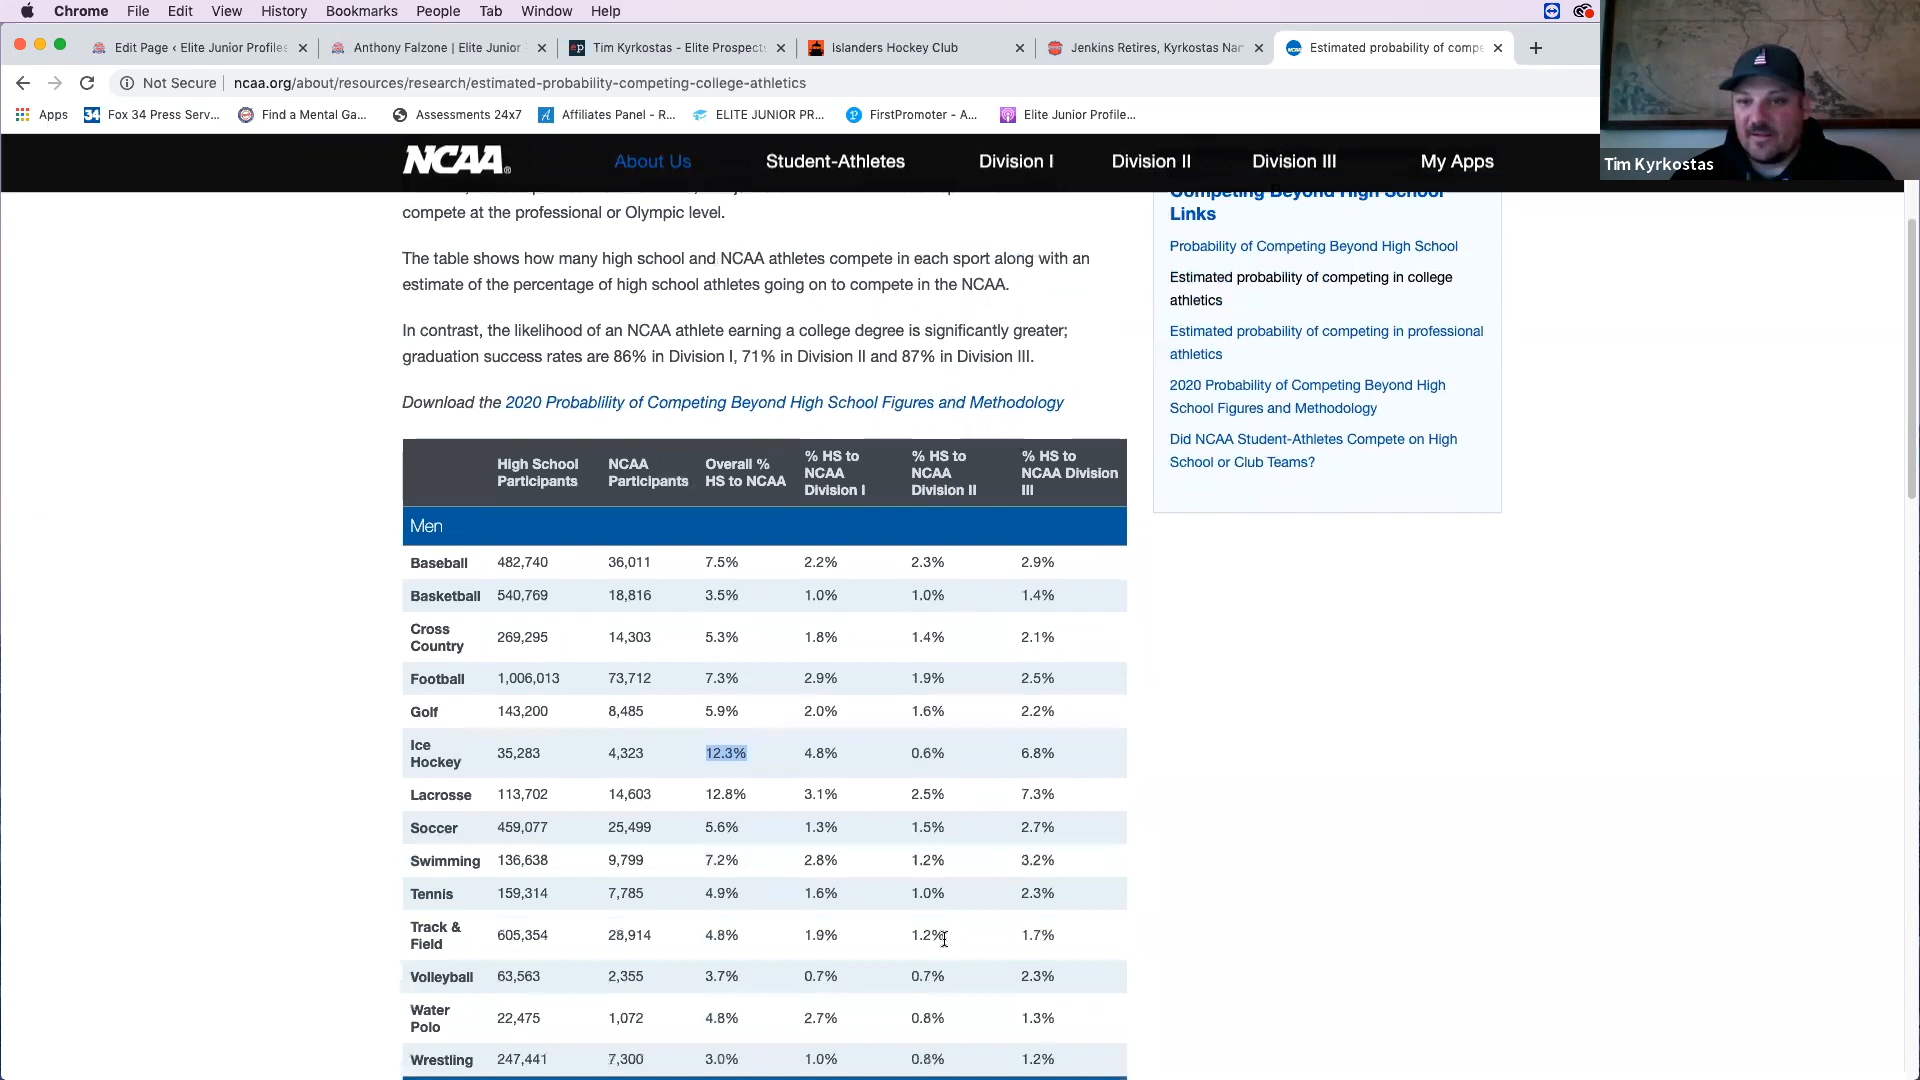 Chrome File Edit View History Bookmarks People Tab Window Help
Edit Page ‹ Elite Junior Profiles
Anthony Falzone | Elite Junior
ep Tim Kyrkostas - Elite Prospects
Islanders Hockey Club
Jenkins Retires, Kyrkostas Nam
Estimated probability of compe
Not Secure | ncaa.org/about/resources/research/estimated-probability-competing-college-athletics
Apps
34 Fox 34 Press Serv...
Find a Mental Ga...
Assessments 24x7
Affiliates Panel - R...
ELITE JUNIOR PR...
FirstPromoter - A...
Elite Junior Profile...
Tim Kyrkostas
NCAA About Us Student-Athletes Division I Division II Division III My Apps
compete at the professional or Olympic level.
The table shows how many high school and NCAA athletes compete in each sport along with an
estimate of the percentage of high school athletes going on to compete in the NCAA.
In contrast, the likelihood of an NCAA athlete earning a college degree is significantly greater;
graduation success rates are 86% in Division I, 71% in Division II and 87% in Division III.
Download the 2020 Probablility of Competing Beyond High School Figures and Methodology
Competing Beyond High School
Links
Probability of Competing Beyond High School
Estimated probability of competing in college
athletics
Estimated probability of competing in professional
athletics
2020 Probability of Competing Beyond High
School Figures and Methodology
Did NCAA Student-Athletes Compete on High
School or Club Teams?
High School Participants NCAA Participants Overall % HS to NCAA % HS to NCAA Division I % HS to NCAA Division II % HS to NCAA Division III
Men
Baseball 482,740 36,011 7.5% 2.2% 2.3% 2.9%
Basketball 540,769 18,816 3.5% 1.0% 1.0% 1.4%
Cross Country 269,295 14,303 5.3% 1.8% 1.4% 2.1%
Football 1,006,013 73,712 7.3% 2.9% 1.9% 2.5%
Golf 143,200 8,485 5.9% 2.0% 1.6% 2.2%
Ice Hockey 35,283 4,323 12.3% 4.8% 0.6% 6.8%
Lacrosse 113,702 14,603 12.8% 3.1% 2.5% 7.3%
Soccer 459,077 25,499 5.6% 1.3% 1.5% 2.7%
Swimming 136,638 9,799 7.2% 2.8% 1.2% 3.2%
Tennis 159,314 7,785 4.9% 1.6% 1.0% 2.3%
Track & Field 605,354 28,914 4.8% 1.9% 1.2% 1.7%
Volleyball 63,563 2,355 3.7% 0.7% 0.7% 2.3%
Water Polo 22,475 1,072 4.8% 2.7% 0.8% 1.3%
Wrestling 247,441 7,300 3.0% 1.0% 0.8% 1.2%